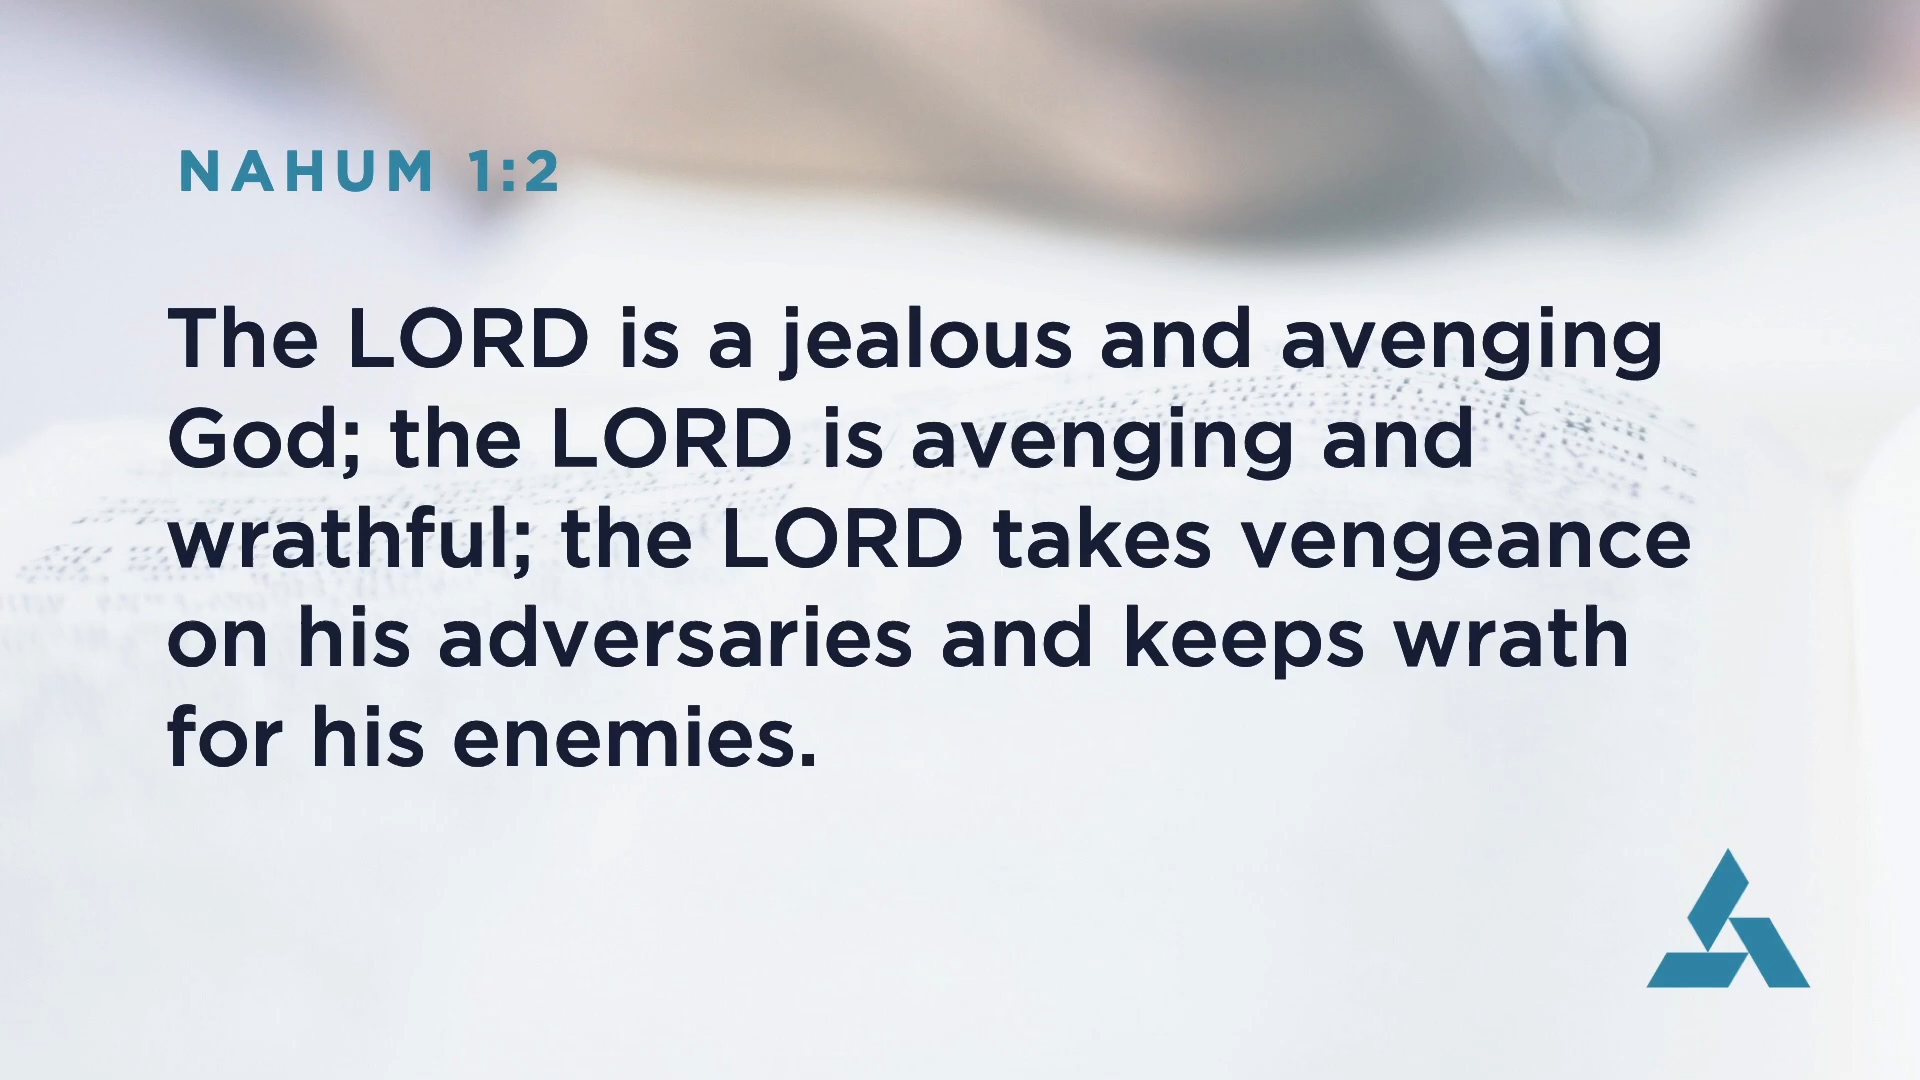 NAHUM 1:2
The LORD is a jealous and avenging
God; the LORD is avenging and
wrathful; the LORD takes vengeance
on his adversaries and keeps wrath
for his enemies.